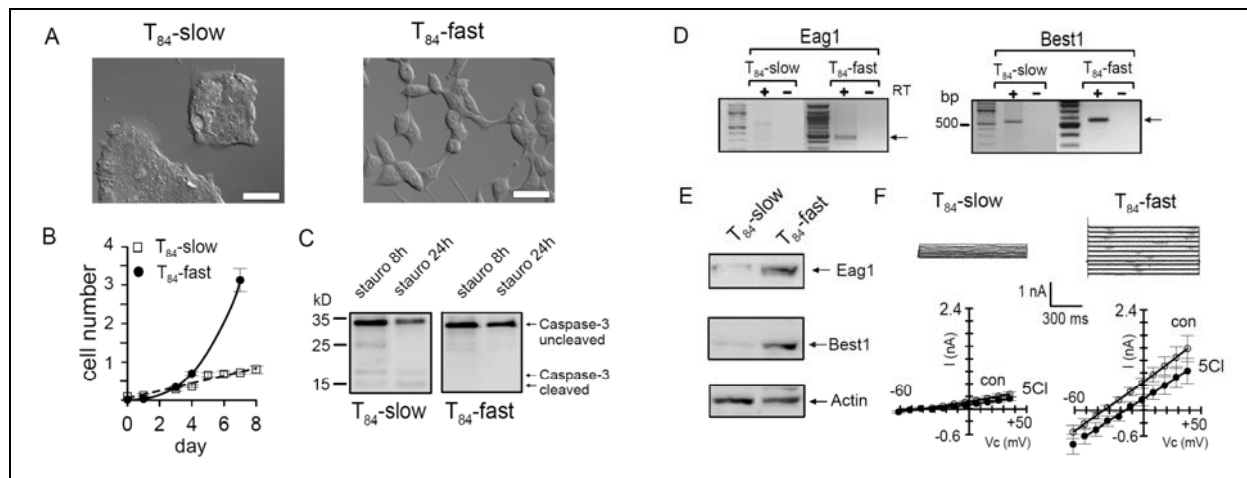 A
T84-slow
T84-fast
B
T84-slow
T84-fast
cell number
4
3
2
1
0
0 2 4 6 8
day
C
stauro 8h
stauro 24h
stauro 8h
stauro 24h
kD
35
25
15
Caspase-3
uncleaved
Caspase-3
cleaved
T84-slow
T84-fast
D
Eag1
Best1
T84-slow
T84-fast
T84-slow
T84-fast
+ − + − RT
+ − + −
bp
500
E
T84-slow
T84-fast
Eag1
Best1
Actin
F
T84-slow
T84-fast
1 nA
300 ms
2.4
I (nA)
con
5Cl
-60
+50
-0.6
Vc (mV)
2.4
I (nA)
con
5Cl
-60
+50
-0.6
Vc (mV)